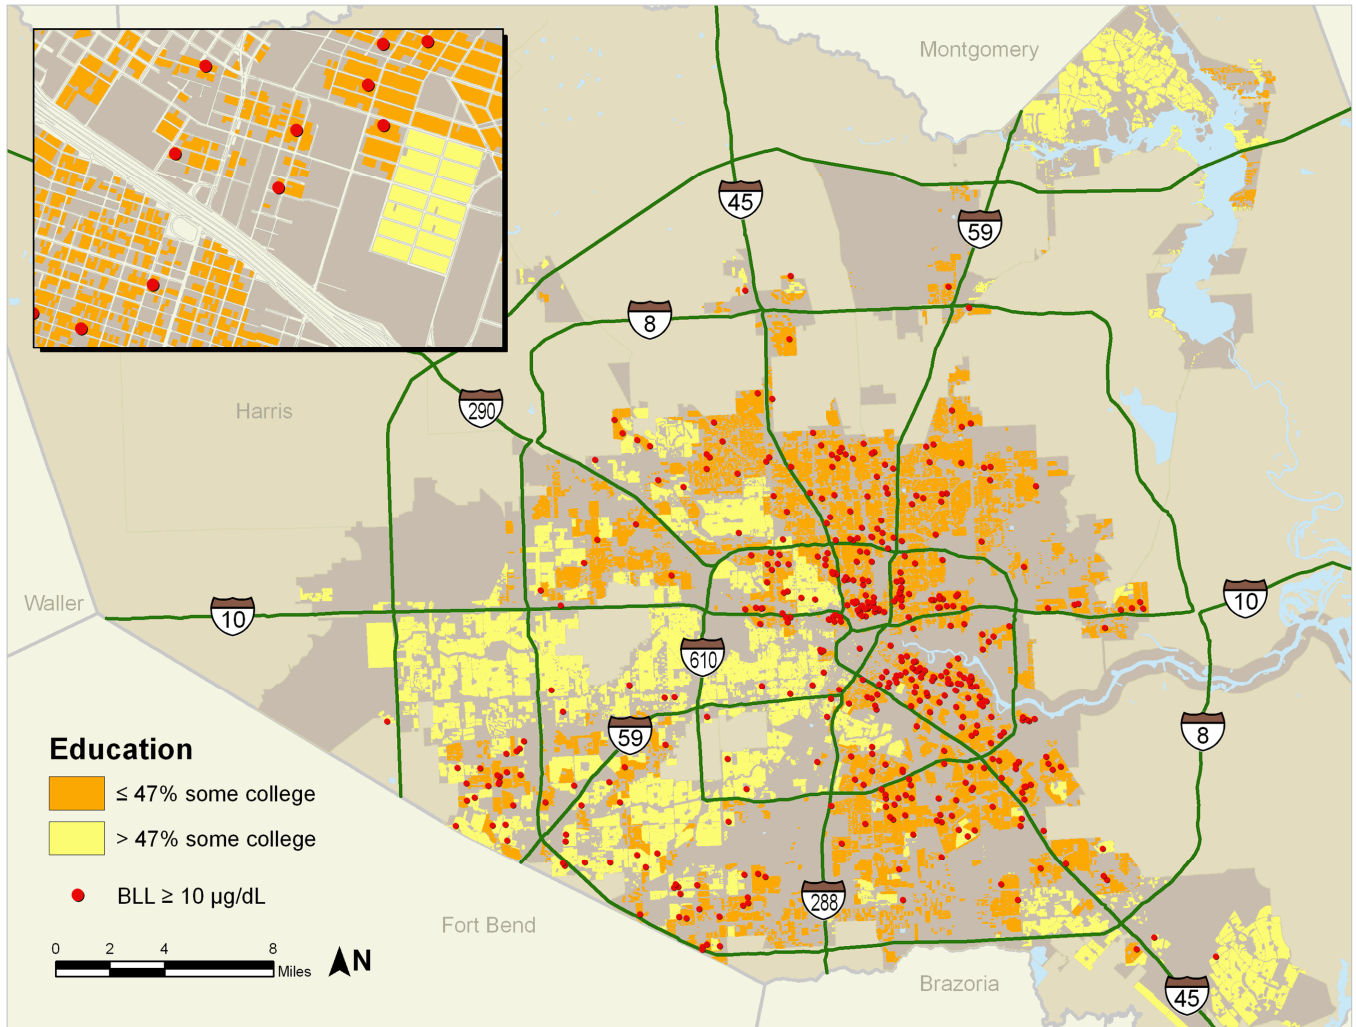 Montgomery
45
59
8
290
Harris
Waller
10
10
610
59
8
Education
≤ 47% some college
> 47% some college
BLL ≥ 10 µg/dL
288
Fort Bend
0 2 4 8
Miles
N
Brazoria
45